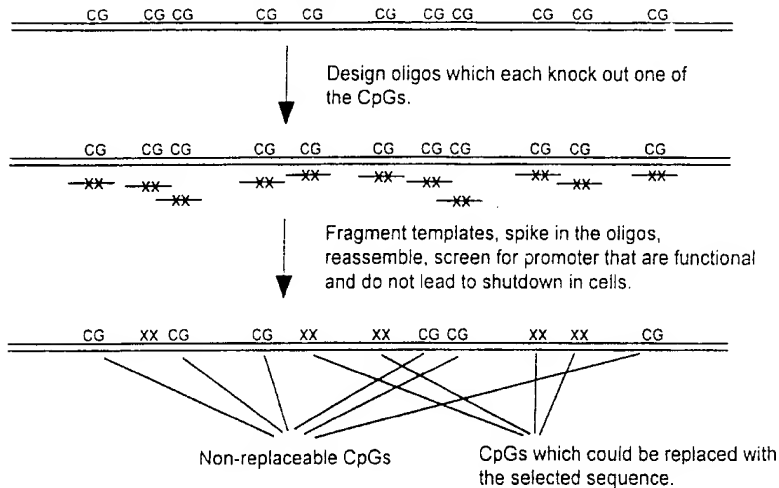 CG CG CG CG CG CG CG CG CG CG CG
Design oligos which each knock out one of
the CpGs.
CG CG CG CG CG CG CG CG CG CG CG
XX XX XX XX XX XX XX XX XX XX XX
Fragment templates, spike in the oligos,
reassemble, screen for promoter that are functional
and do not lead to shutdown in cells.
CG XX CG CG XX XX CG CG XX XX CG
Non-replaceable CpGs
CpGs which could be replaced with
the selected sequence.